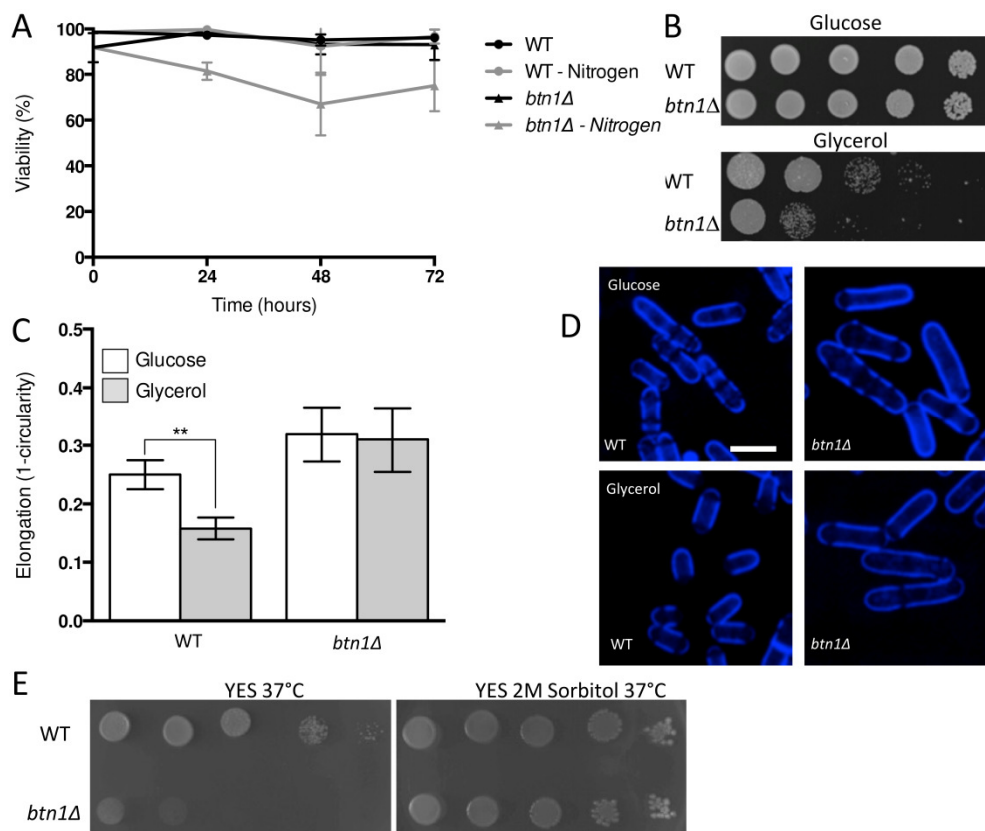 A
100
80
60
40
20
0
0
24
48
72
Viability (%)
Time (hours)
WT
WT - Nitrogen
btn1Δ
btn1Δ - Nitrogen
B
Glucose
WT
btn1Δ
Glycerol
WT
btn1Δ
C
0.5
0.4
0.3
0.2
0.1
0.0
Elongation (1-circularity)
Glucose
Glycerol
**
WT
btn1Δ
D
Glucose
WT
btn1Δ
Glycerol
WT
btn1Δ
E
YES 37°C
YES 2M Sorbitol 37°C
WT
btn1Δ